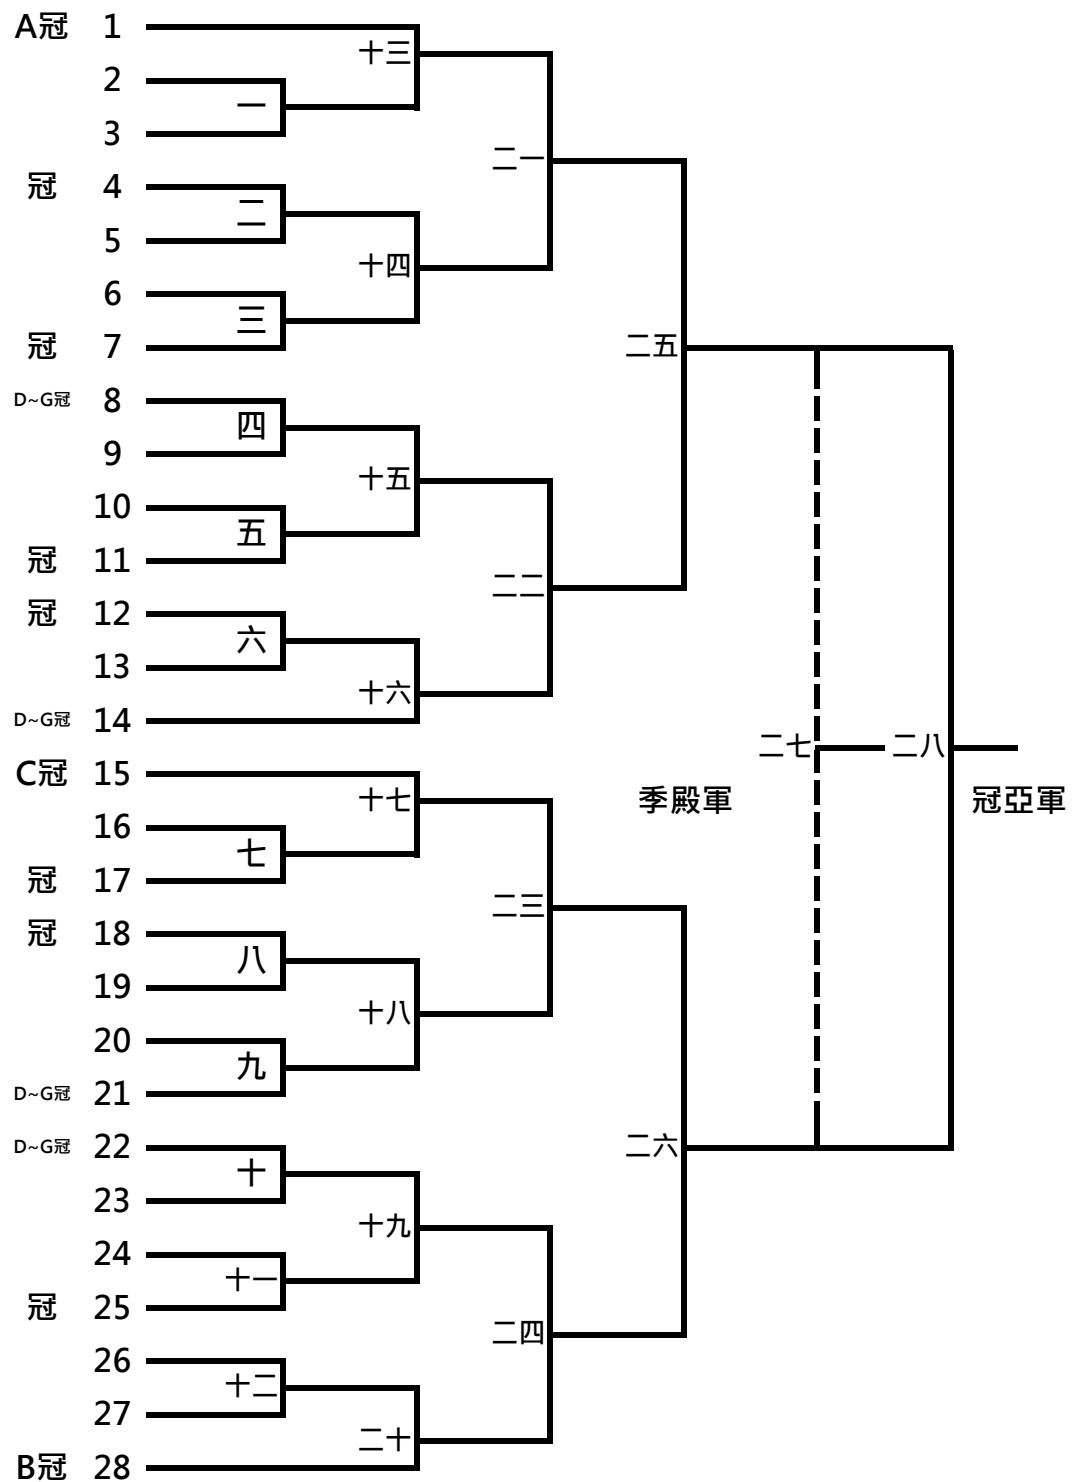 A冠 1
十三
2
一
3
二一
冠 4
二
5
十四
6
三
冠 7
二五
D~G冠 8
四
9
十五
10
五
冠 11
二二
冠 12
六
13
十六
D~G冠 14
二七 二八
C冠 15
十七 季殿軍 冠亞軍
16
七
冠 17
二三
冠 18
八
19
十八
20
九
D~G冠 21
D~G冠 22 二六
十
23
十九
24
十一
冠 25
二四
26
十二
27
二十
B冠 28